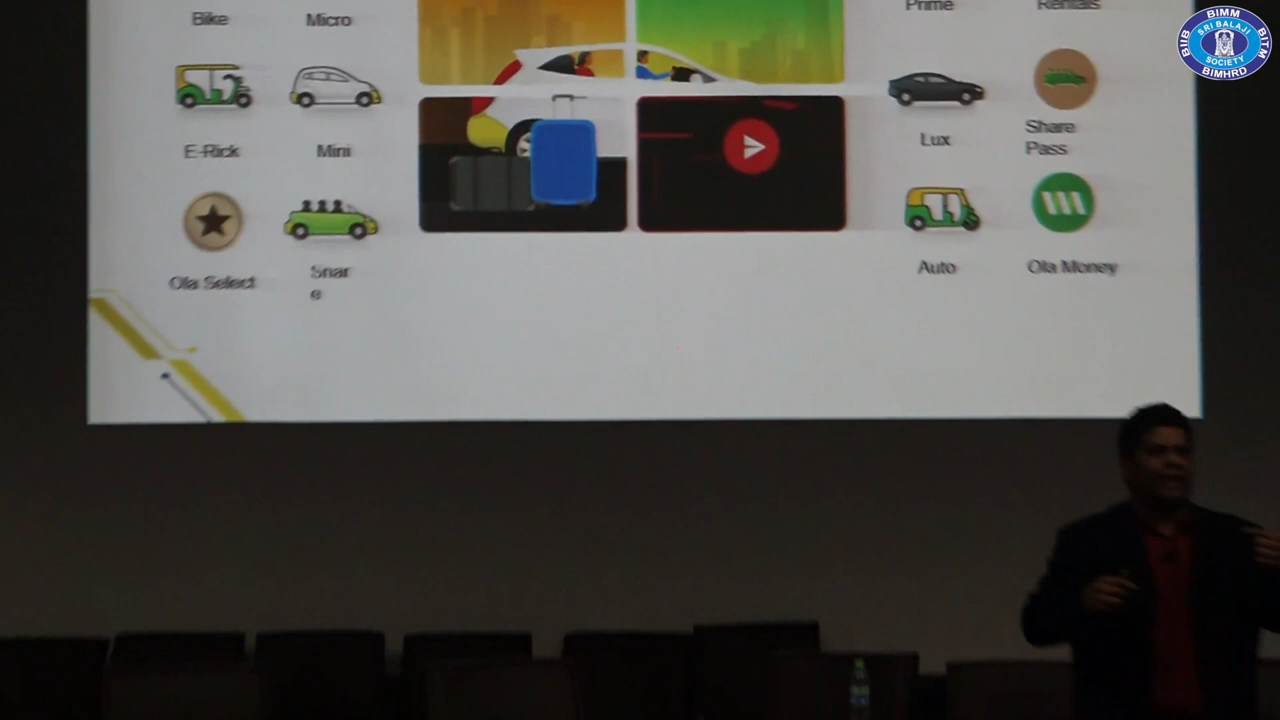 Bike
Micro
Prime
Rentals
E-Rick
Mini
Lux
Share
Pass
Ola Select
Shar
e
Auto
Ola Money
BIMM
BIIB
SRI BALAJI
SOCIETY
BITM
BIMHRD